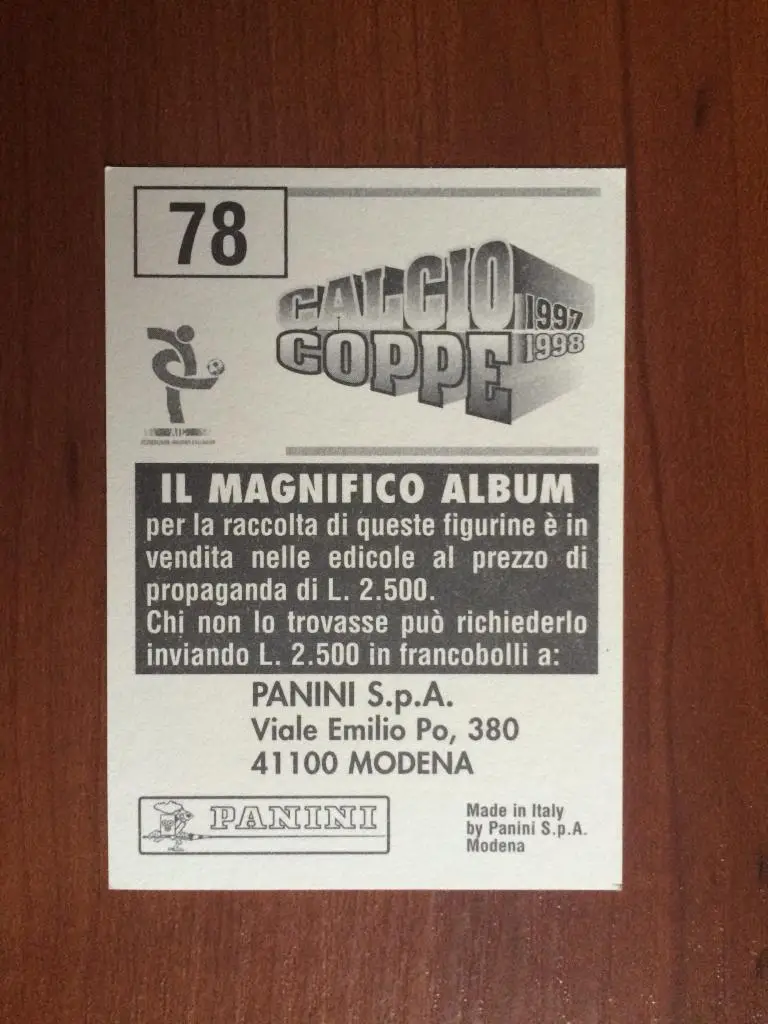 78
CALCIO 1997
COPPE 1998
AIC
IL MAGNIFICO ALBUM
per la raccolta di queste figurine è in
vendita nelle edicole al prezzo di
propaganda di L. 2.500.
Chi non lo trovasse può richiederlo
inviando L. 2.500 in francobolli a:
PANINI S.p.A.
Viale Emilio Po, 380
41100 MODENA
PANINI
Made in Italy
by Panini S.p.A.
Modena